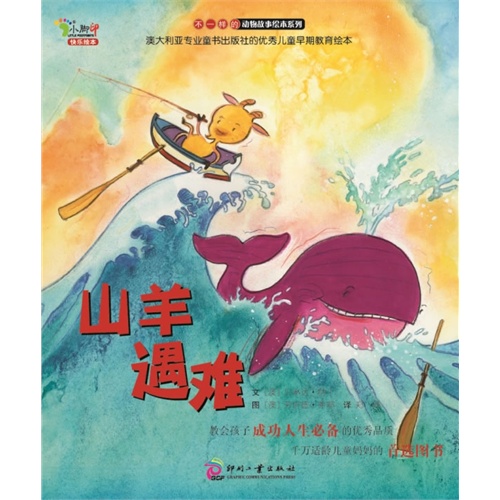 小脚印
快乐绘本
不一样的动物故事绘本系列
澳大利亚专业童书出版社的优秀儿童早期教育绘本
山羊
遇难
文
图 译
教会孩子成功人生必备的优秀品质
千万适龄儿童妈妈的首选图书
GCP 印刷工业出版社